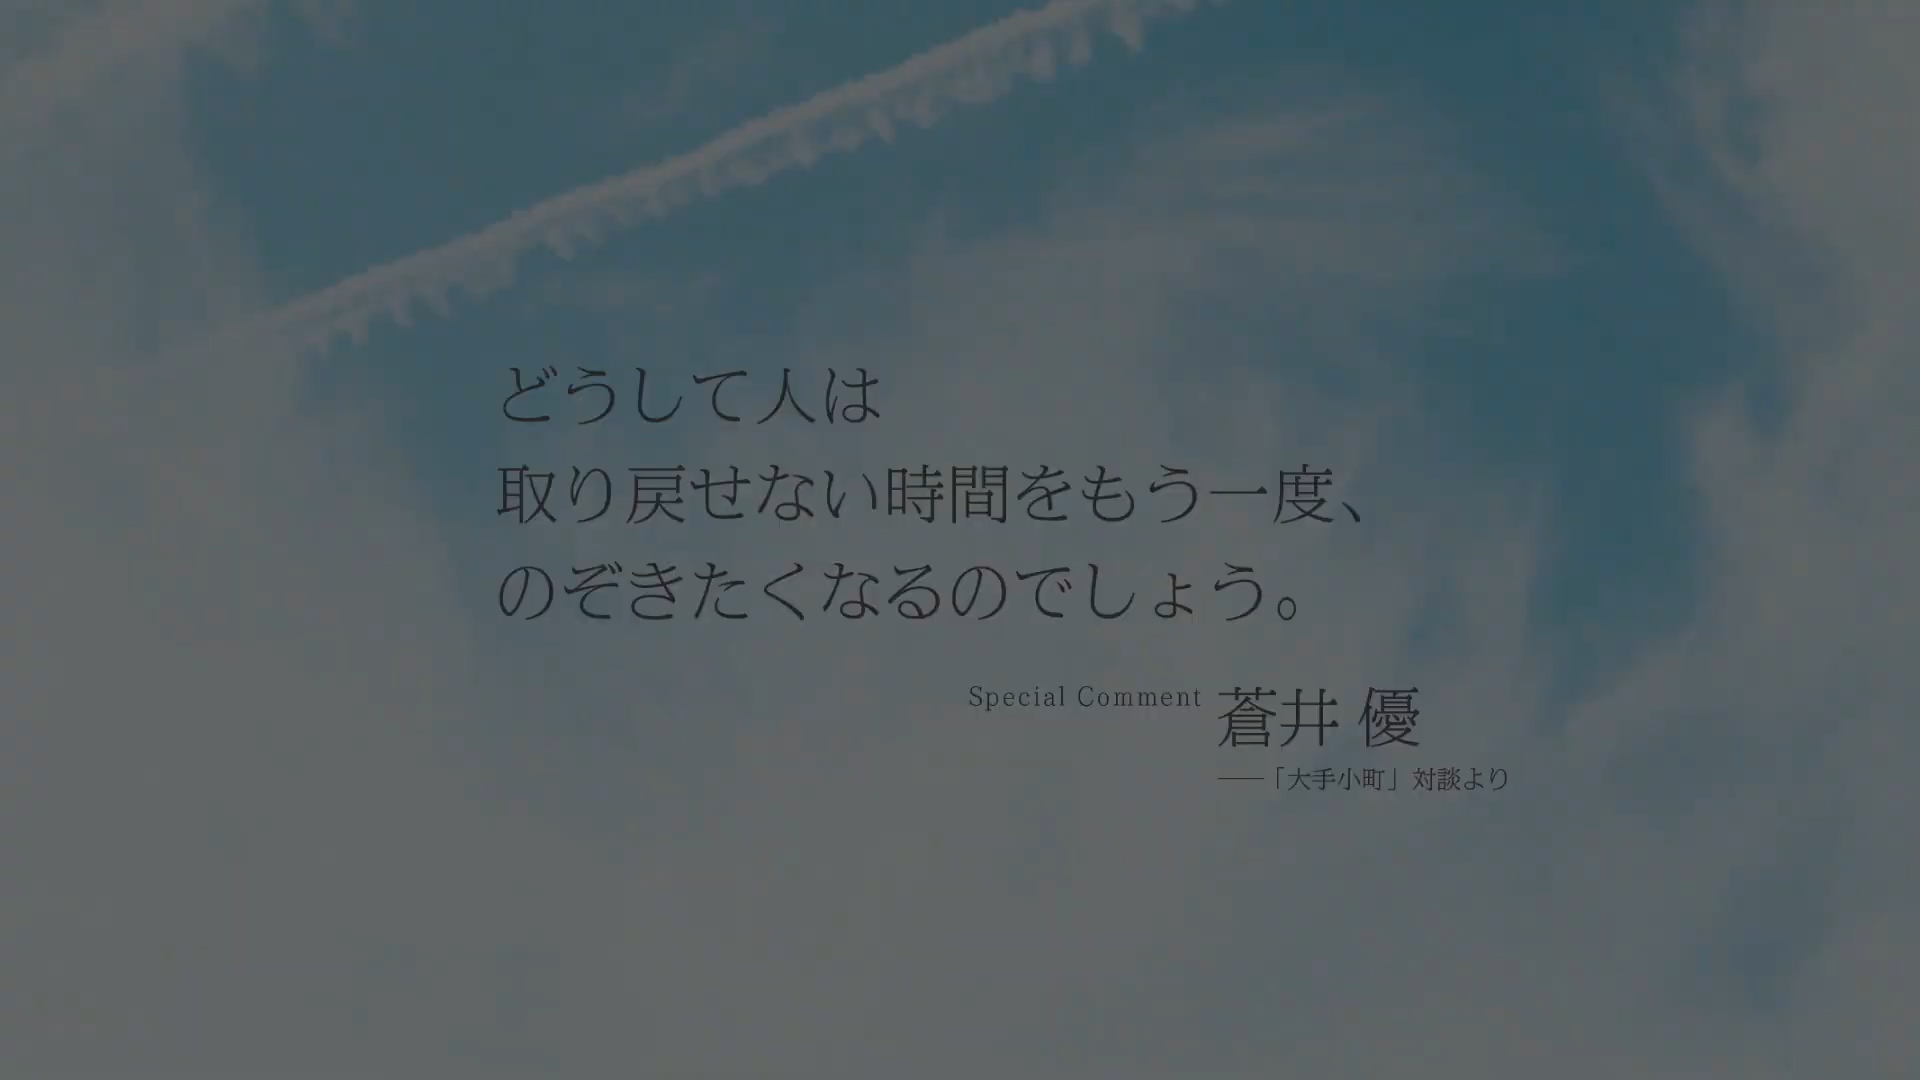 どうして人は
取り戻せない時間をもう一度、
のぞきたくなるのでしょう。
Special Comment 蒼井 優
──「大手小町」対談より